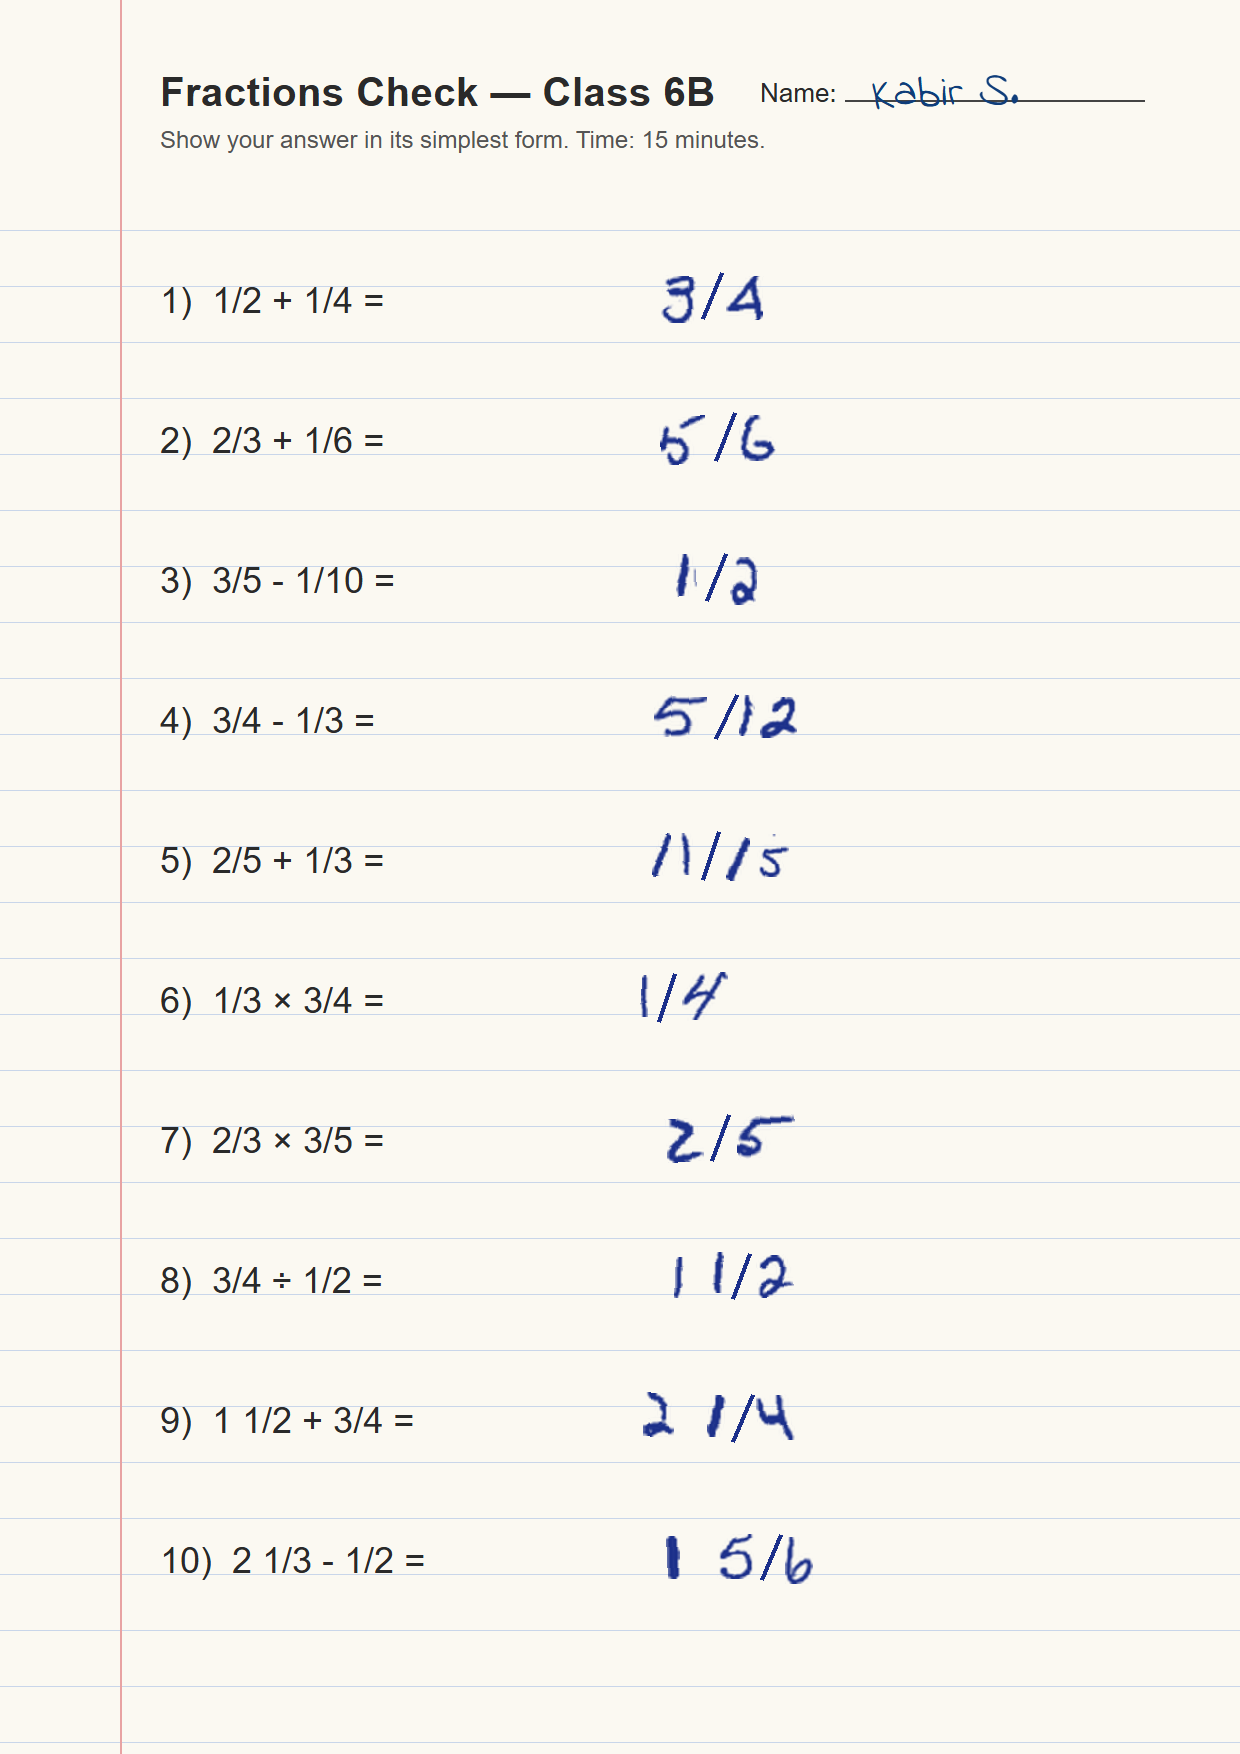 Fractions Check — Class 6B Name: Kabir S.
Show your answer in its simplest form. Time: 15 minutes.
1) 1/2 + 1/4 = 3/4
2) 2/3 + 1/6 = 5/6
3) 3/5 - 1/10 = 1/2
4) 3/4 - 1/3 = 5/12
5) 2/5 + 1/3 = 11/15
6) 1/3 × 3/4 = 1/4
7) 2/3 × 3/5 = 2/5
8) 3/4 ÷ 1/2 = 1 1/2
9) 1 1/2 + 3/4 = 2 1/4
10) 2 1/3 - 1/2 = 1 5/6